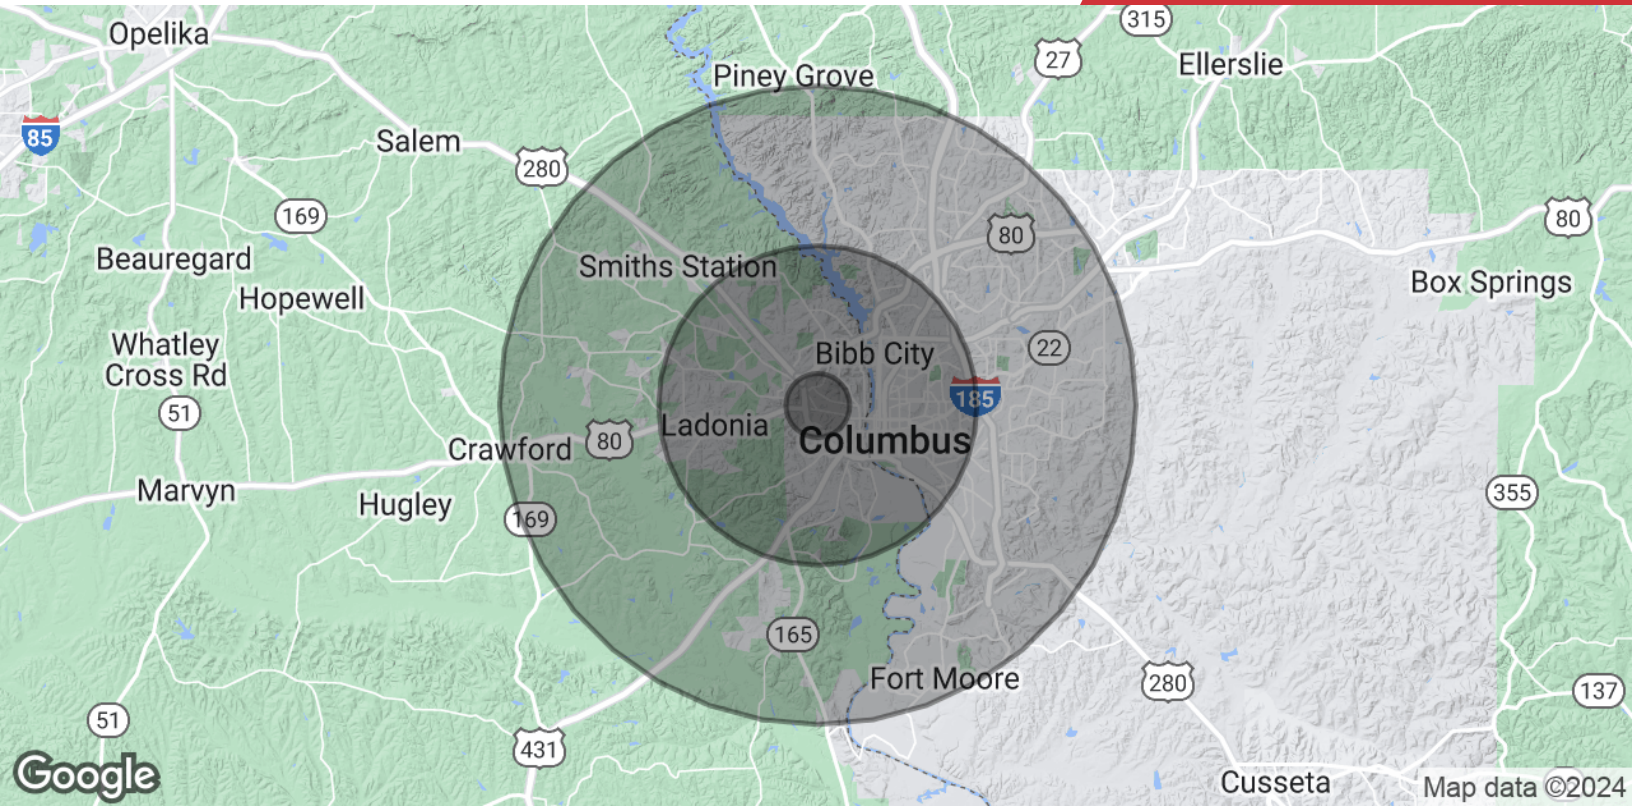 Opelika
315
27
Ellerslie
Piney Grove
85
Salem
280
169
80
80
Beauregard
Smiths Station
Box Springs
Hopewell
Whatley
Cross Rd
22
Bibb City
185
51
Ladonia
80
Columbus
Crawford
Marvyn
Hugley
355
169
165
Fort Moore
280
137
51
431
Google
Cusseta
Map data ©2024